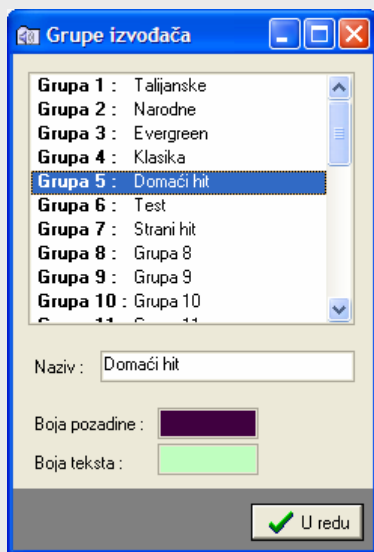 Grupe izvođača
Grupa 1 : Talijanske
Grupa 2 : Narodne
Grupa 3 : Evergreen
Grupa 4 : Klasika
Grupa 5 : Domaći hit
Grupa 6 : Test
Grupa 7 : Strani hit
Grupa 8 : Grupa 8
Grupa 9 : Grupa 9
Grupa 10 : Grupa 10
Naziv : Domaći hit
Boja pozadine :
Boja teksta :
U redu